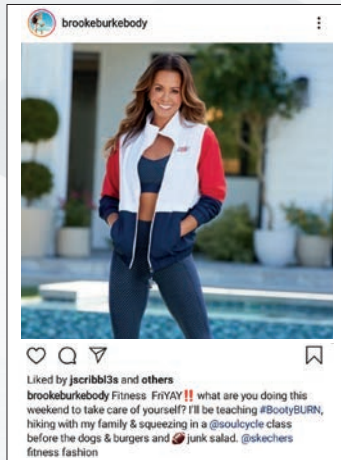 brookeburkebody
Liked by jscribbl3s and others
brookeburkebody Fitness FriYAY‼️ what are you doing this
weekend to take care of yourself? I'll be teaching #BootyBURN,
hiking with my family & squeezing in a @soulcycle class
before the dogs & burgers and 🏈 junk salad. @skechers
fitness fashion